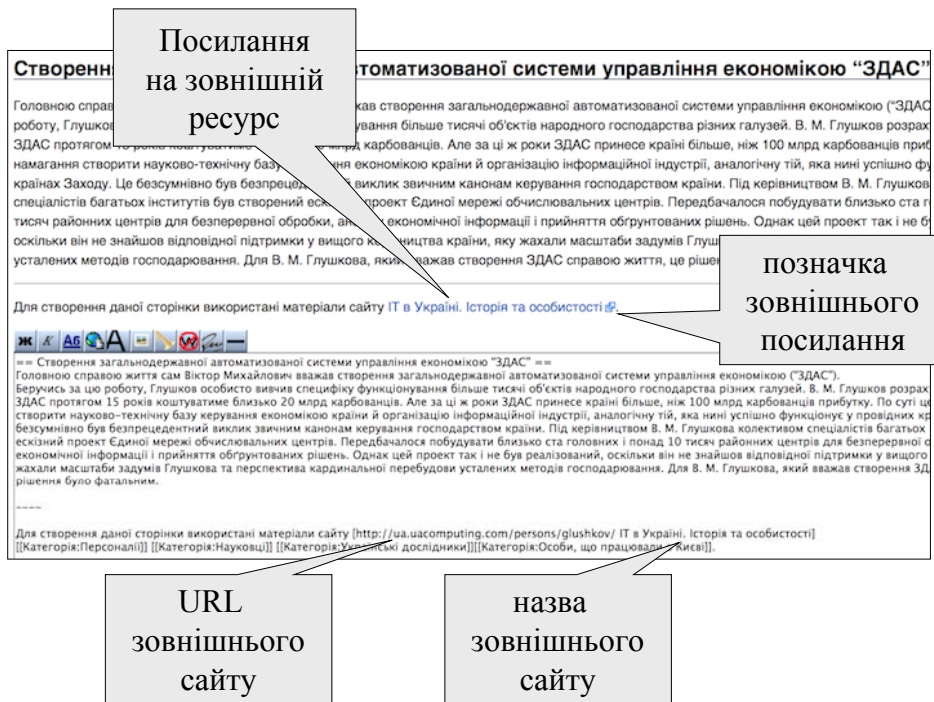 Посилання
на зовнішній
ресурс
Створенн томатизованої системи управління економікою “ЗДАС”
Головною справ жав створення загальнодержавної автоматизованої системи управління економікою (“ЗДАС
роботу, Глушков ування більше тисячі об'єктів народного господарства різних галузей. В. М. Глушков розрах
ЗДАС протягом карбованців. Але за ці ж роки ЗДАС принесе країні більше, ніж 100 млрд карбованців приб
намагання створити науково-технічну базу ння економікою країни й організацію інформаційної індустрії, аналогічну тій, яка нині успішно фу
країнах Заходу. Це безсумнівно був безпрецед виклик звичним канонам керування господарством країни. Під керівництвом В. М. Глушков
спеціалістів багатьох інститутів був створений еск проект Єдиної мережі обчислювальних центрів. Передбачалося побудувати близько ста г
тисяч районних центрів для безперервної обробки, ан економічної інформації і прийняття обґрунтованих рішень. Однак цей проект так і не б
оскільки він не знайшов відповідної підтримки у вищого ке ництва країни, яку жахали масштаби задумів Глуш
усталених методів господарювання. Для В. М. Глушкова, який вважав створення ЗДАС справою життя, це рішен
позначка
зовнішнього
посилання
Для створення даної сторінки використані матеріали сайту ІТ в Україні. Історія та особистості.
Ж К Аб А
== Створення загальнодержавної автоматизованої системи управління економікою "ЗДАС" ==
Головною справою життя сам Віктор Михайлович вважав створення загальнодержавної автоматизованої системи управління економікою ("ЗДАС").
Беручись за цю роботу, Глушков особисто вивчив специфіку функціонування більше тисячі об'єктів народного господарства різних галузей. В. М. Глушков розрах
ЗДАС протягом 15 років коштуватиме близько 20 млрд карбованців. Але за ці ж роки ЗДАС принесе країні більше, ніж 100 млрд карбованців прибутку. По суті це
створити науково-технічну базу керування економікою країни й організацію інформаційної індустрії, аналогічну тій, яка нині успішно функціонує у провідних кр
безсумнівно був безпрецедентний виклик звичним канонам керування господарством країни. Під керівництвом В. М. Глушкова колективом спеціалістів багатьох
ескізний проект Єдиної мережі обчислювальних центрів. Передбачалося побудувати близько ста головних і понад 10 тисяч районних центрів для безперервної о
економічної інформації і прийняття обґрунтованих рішень. Однак цей проект так і не був реалізований, оскільки він не знайшов відповідної підтримки у вищого
жахали масштаби задумів Глушкова та перспектива кардинальної перебудови усталених методів господарювання. Для В. М. Глушкова, який вважав створення ЗД
рішення було фатальним.
----
Для створення даної сторінки використані матеріали сайту [http://ua.uacomputing.com/persons/glushkov/ ІТ в Україні. Історія та особистості]
[[Категорія:Персоналії]] [[Категорія:Науковці]] [[Категорія:Українські дослідники]][[Категорія:Особи, що працювали в Києві]].
URL
зовнішнього
сайту
назва
зовнішнього
сайту